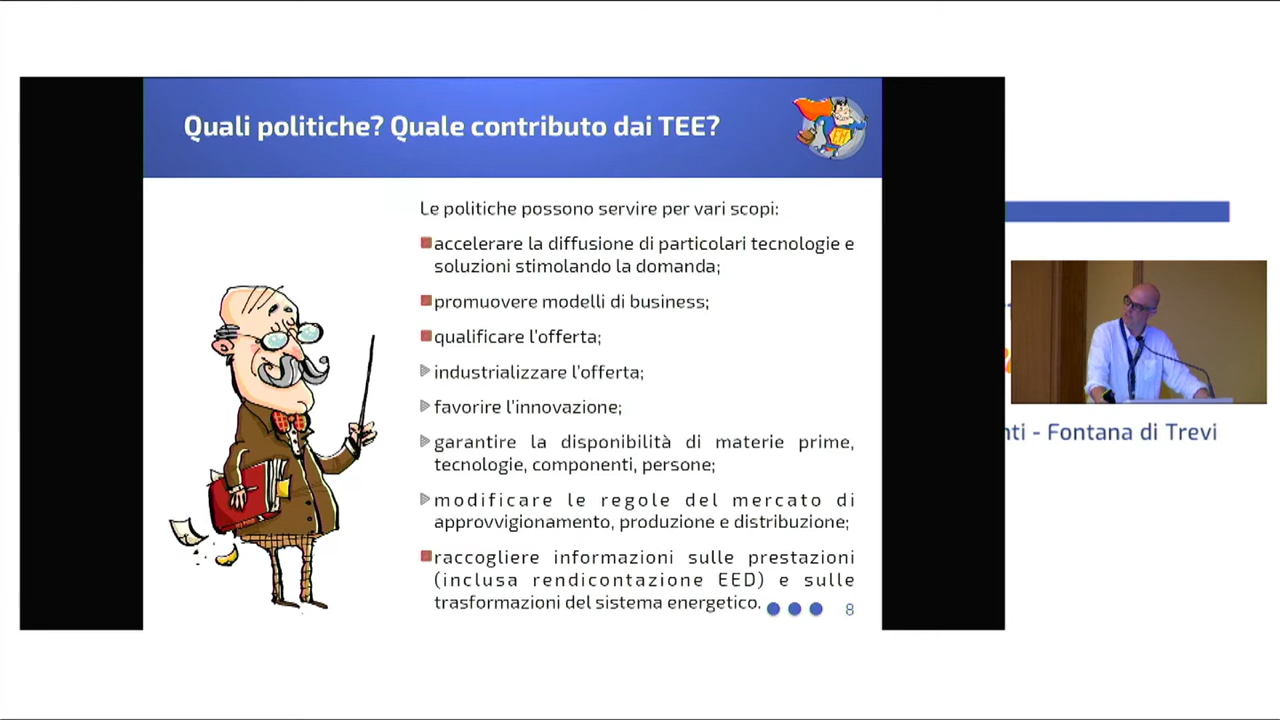 Quali politiche? Quale contributo dai TEE?
Le politiche possono servire per vari scopi:
accelerare la diffusione di particolari tecnologie e
soluzioni stimolando la domanda;
promuovere modelli di business;
qualificare l'offerta;
industrializzare l'offerta;
favorire l'innovazione;
garantire la disponibilità di materie prime,
tecnologie, componenti, persone;
modificare le regole del mercato di
approvvigionamento, produzione e distribuzione;
raccogliere informazioni sulle prestazioni
(inclusa rendicontazione EED) e sulle
trasformazioni del sistema energetico.
8
nti - Fontana di Trevi